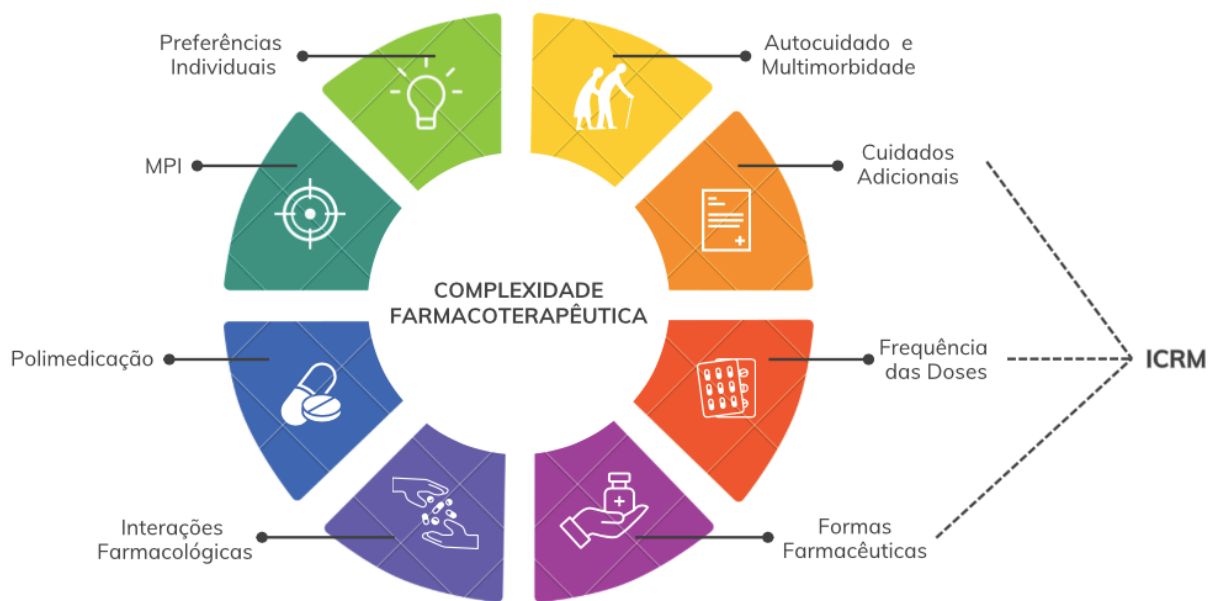 Preferências
Individuais
Autocuidado e
Multimorbidade
MPI
Cuidados
Adicionais
COMPLEXIDADE
FARMACOTERAPÊUTICA
Polimedicação
Frequência
das Doses
ICRM
Interações
Farmacológicas
Formas
Farmacêuticas